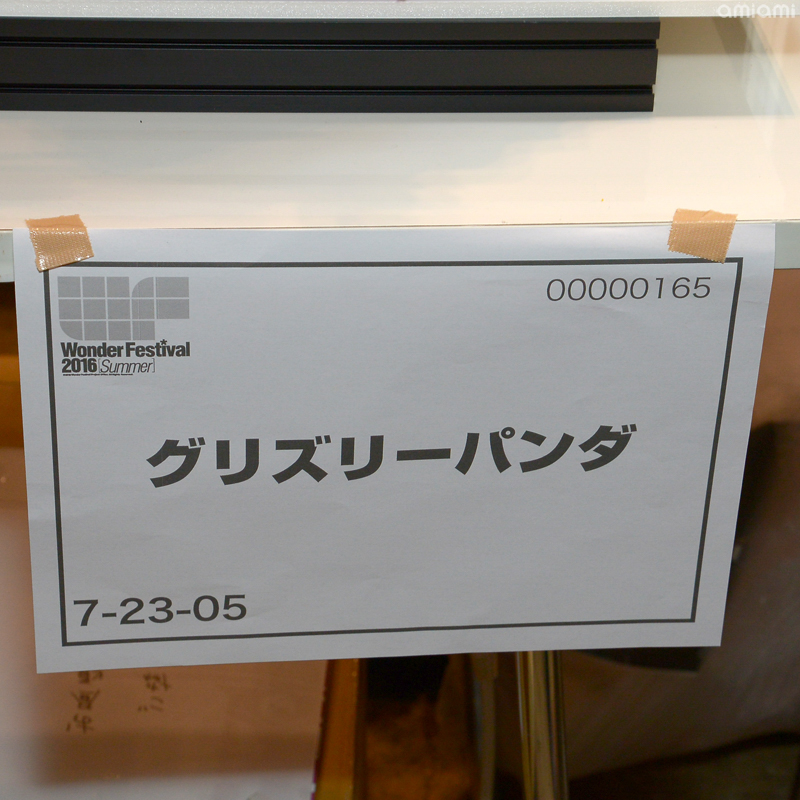 amiami
00000165
Wonder Festival
2016 [Summer]
グリズリーパンダ
7-23-05